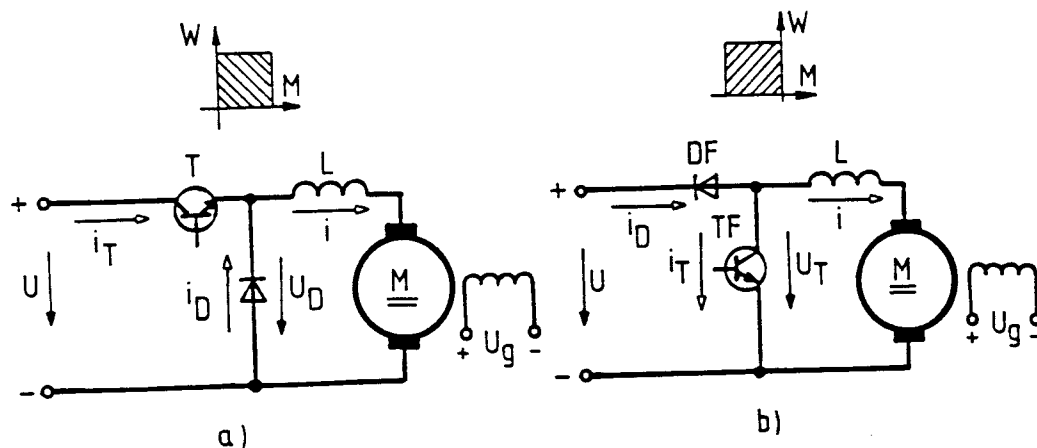 W
M
T
L
+
i_T
i
U
i_D
U_D
M
U_g
+ -
-
a)
W
M
DF
L
+
i_D
TF
i
U
i_T
U_T
M
U_g
+ -
-
b)